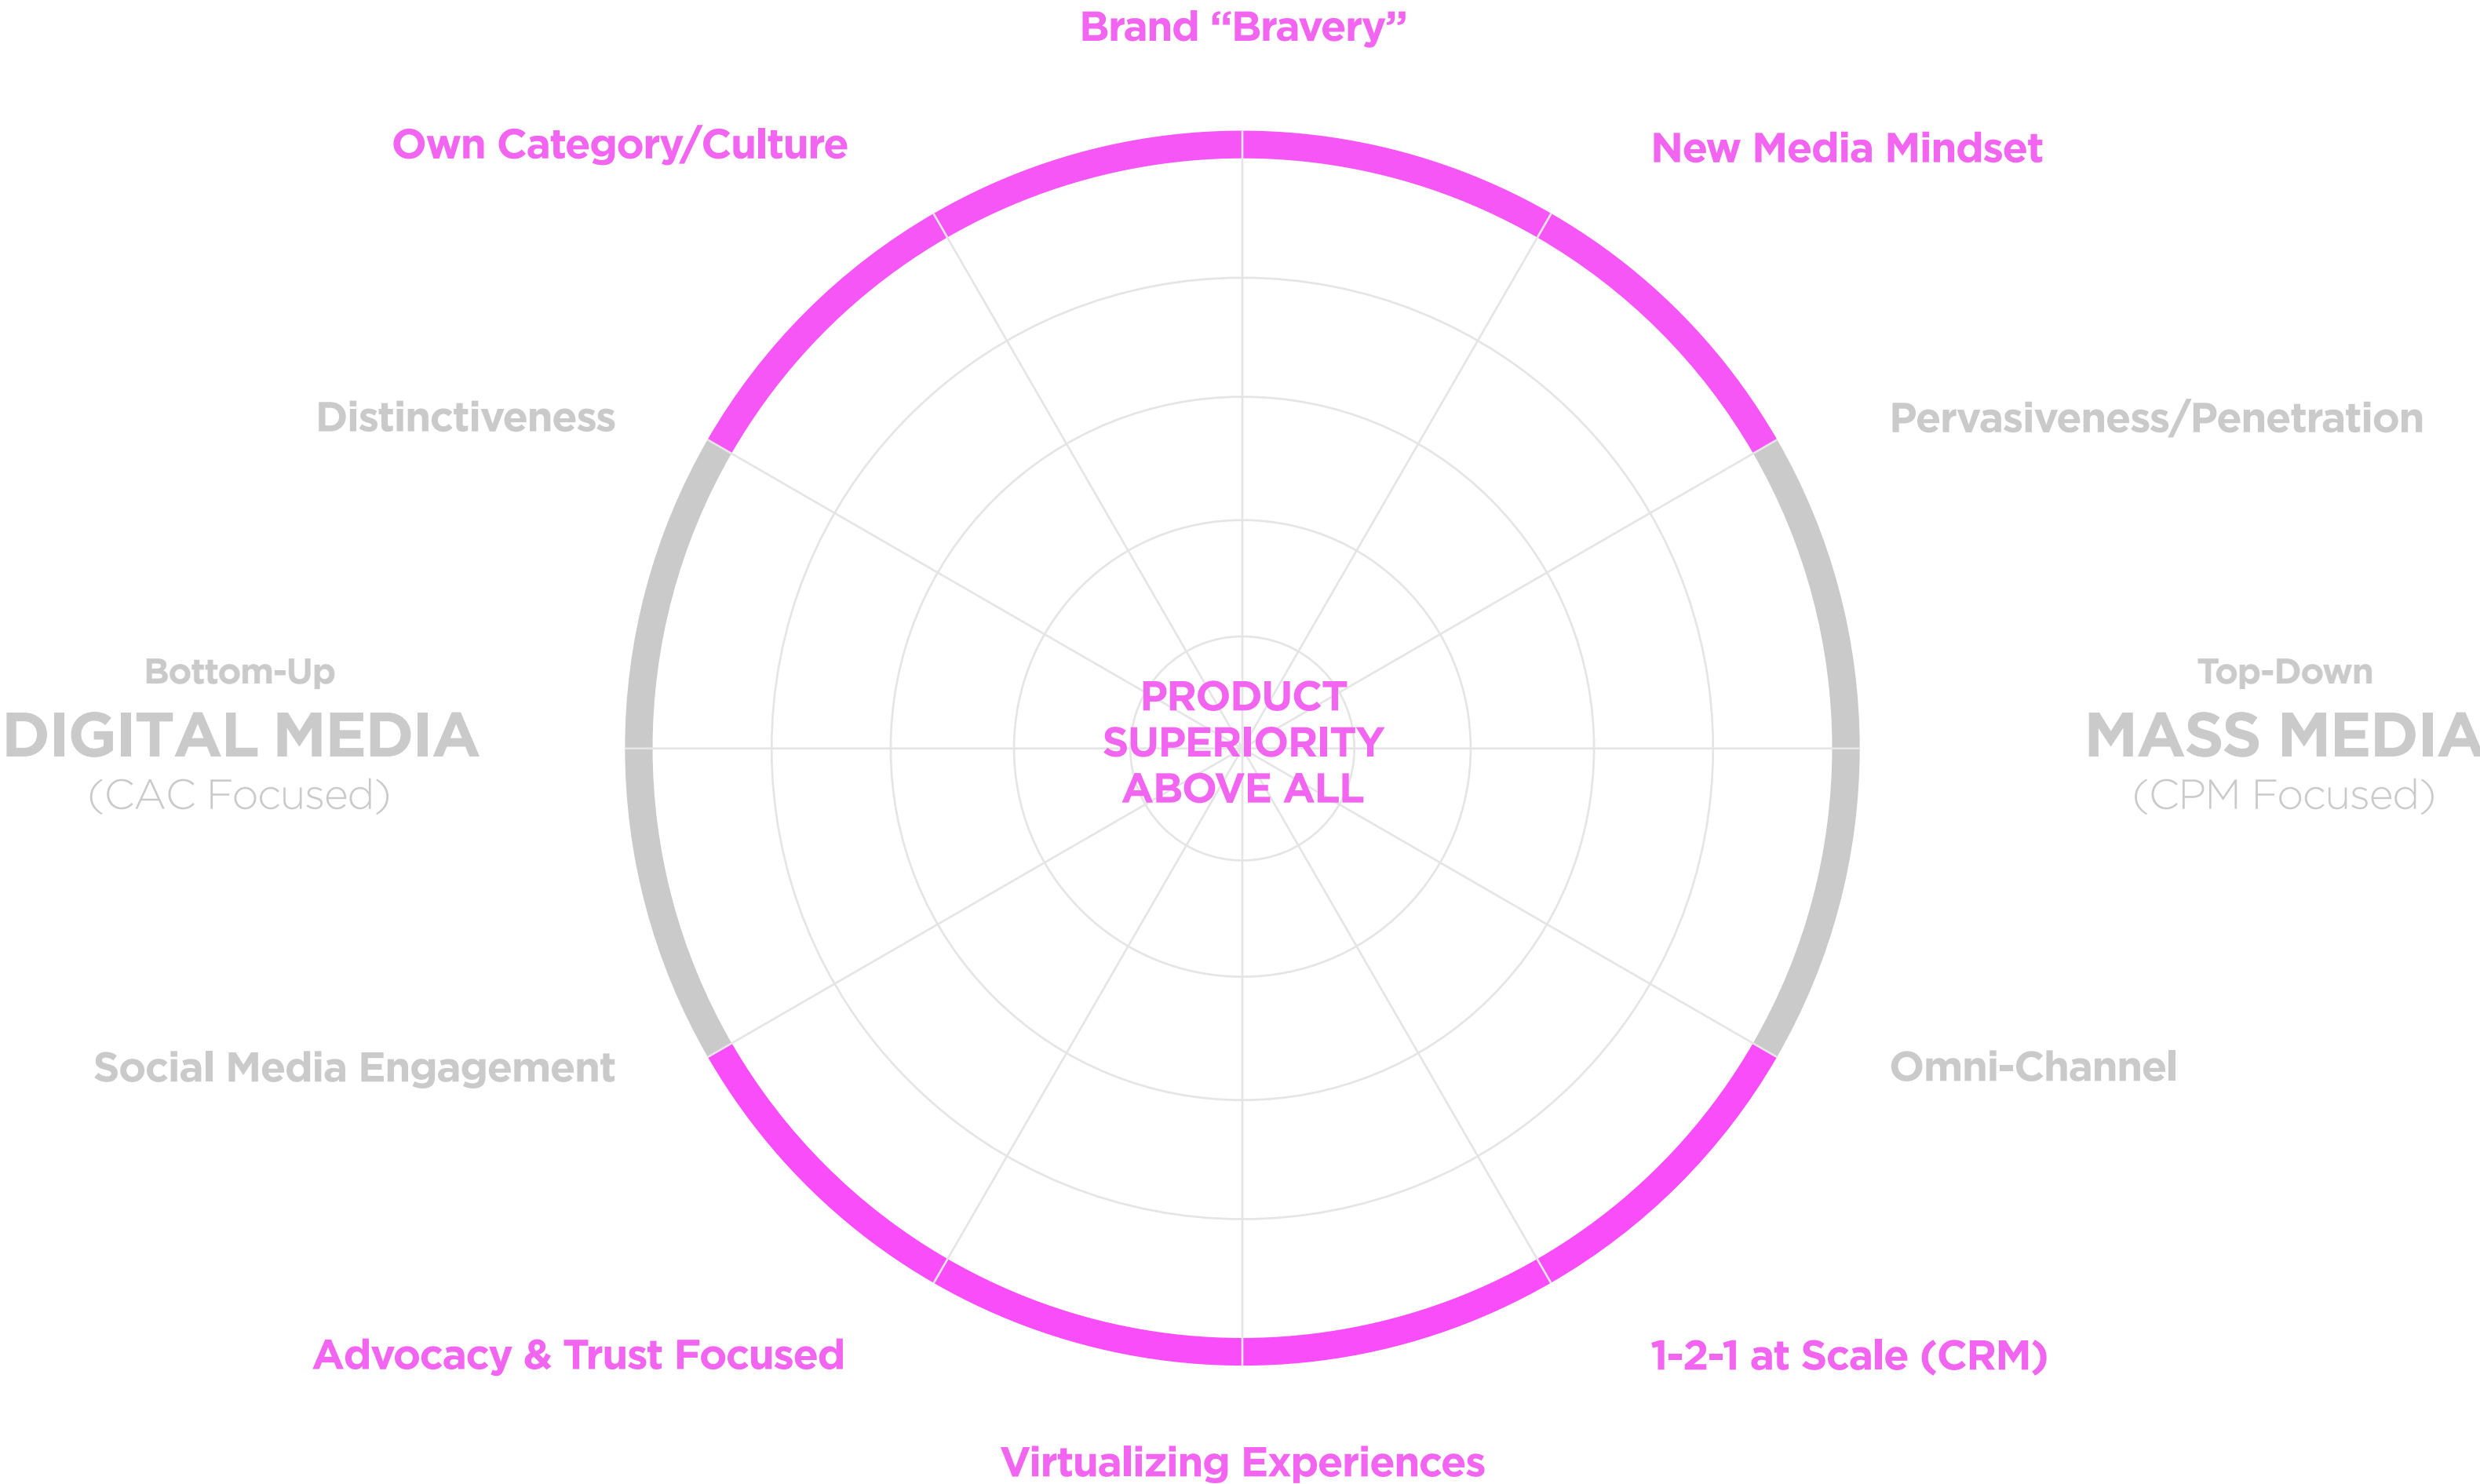 Brand “Bravery”
Own Category/Culture
New Media Mindset
Distinctiveness
Pervasiveness/Penetration
Bottom-Up
DIGITAL MEDIA
(CAC Focused)
PRODUCT
SUPERIORITY
ABOVE ALL
Top-Down
MASS MEDIA
(CPM Focused)
Social Media Engagement
Omni-Channel
Advocacy & Trust Focused
1-2-1 at Scale (CRM)
Virtualizing Experiences